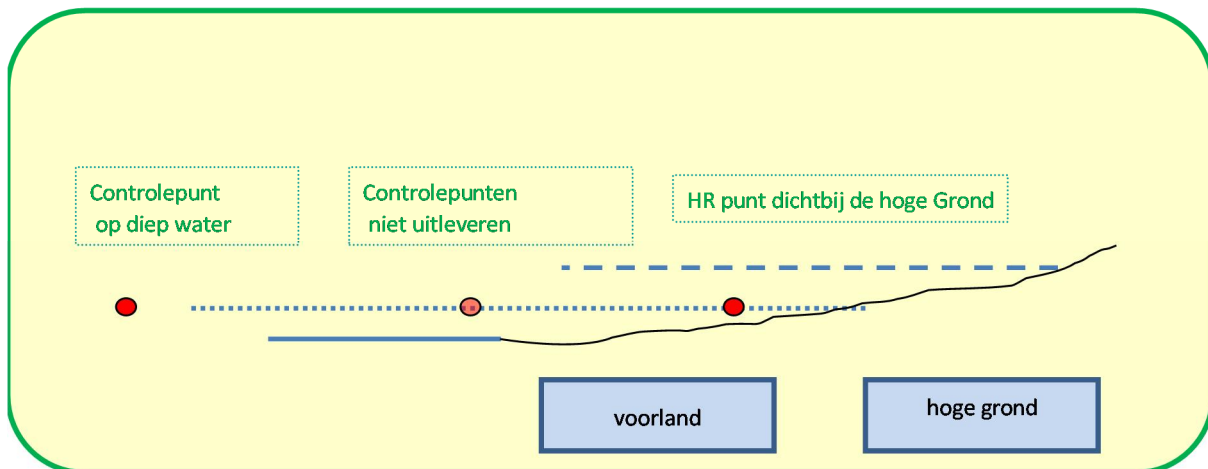 Controlepunt
op diep water
Controlepunten
niet uitleveren
HR punt dichtbij de hoge Grond
voorland
hoge grond